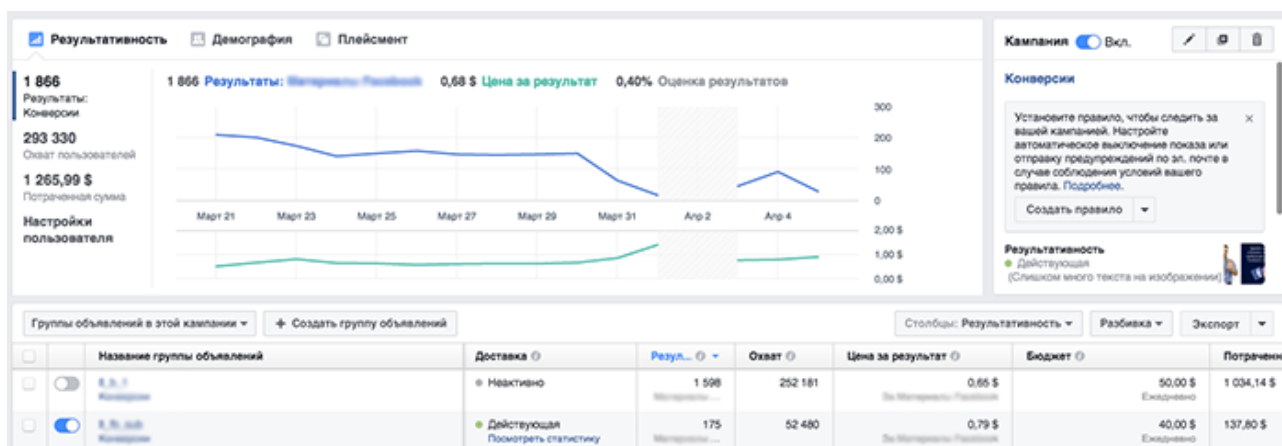 Результативность Демография Плейсмент
1 866
Результаты:
Конверсии
293 330
Охват пользователей
1 265,99 $
Потраченная сумма
Настройки
пользователя
1 866 Результаты: 0,68 $ Цена за результат 0,40% Оценка результатов
300
200
100
0
Март 21 Март 23 Март 25 Март 27 Март 29 Март 31 Апр 2 Апр 4
2,00 $
1,00 $
0,00 $
Кампания Вкл.
Конверсии
Установите правило, чтобы следить за
вашей кампанией. Настройте
автоматическое выключение показа или
отправку предупреждений по эл. почте в
случае соблюдения условий вашего
правила. Подробнее.
Создать правило
Результативность
Действующая
(Слишком много текста на изображении)
Группы объявлений в этой кампании + Создать группу объявлений Столбцы: Результативность Разбивка Экспорт
Название группы объявлений Доставка Резул... Охват Цена за результат Бюджет Потраченн
Неактивно 1 598 252 181 0,65 $ 50,00 $ 1 034,14 $
Ежедневно
Действующая 175 52 480 0,79 $ 40,00 $ 137,80 $
Посмотреть статистику Ежедневно